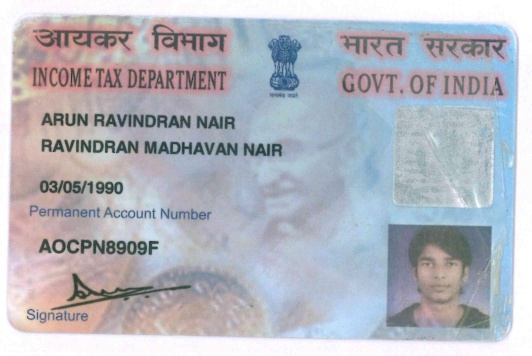 आयकर विभाग
भारत सरकार
INCOME TAX DEPARTMENT
GOVT. OF INDIA
ARUN RAVINDRAN NAIR
RAVINDRAN MADHAVAN NAIR
03/05/1990
Permanent Account Number
AOCPN8909F
Signature